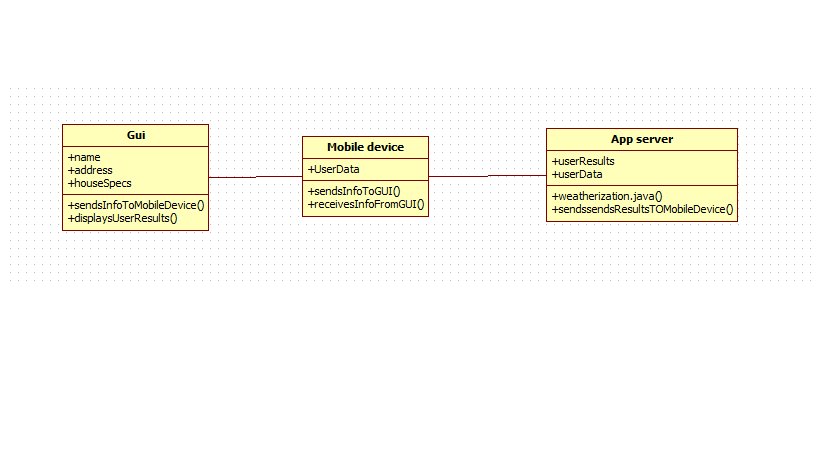 Gui
+name
+address
+houseSpecs
+sendsInfoToMobileDevice()
+displaysUserResults()
Mobile device
+UserData
+sendsInfoToGUI()
+receivesInfoFromGUI()
App server
+userResults
+userData
+weatherization.java()
+sendssendsResultsTOMobileDevice()